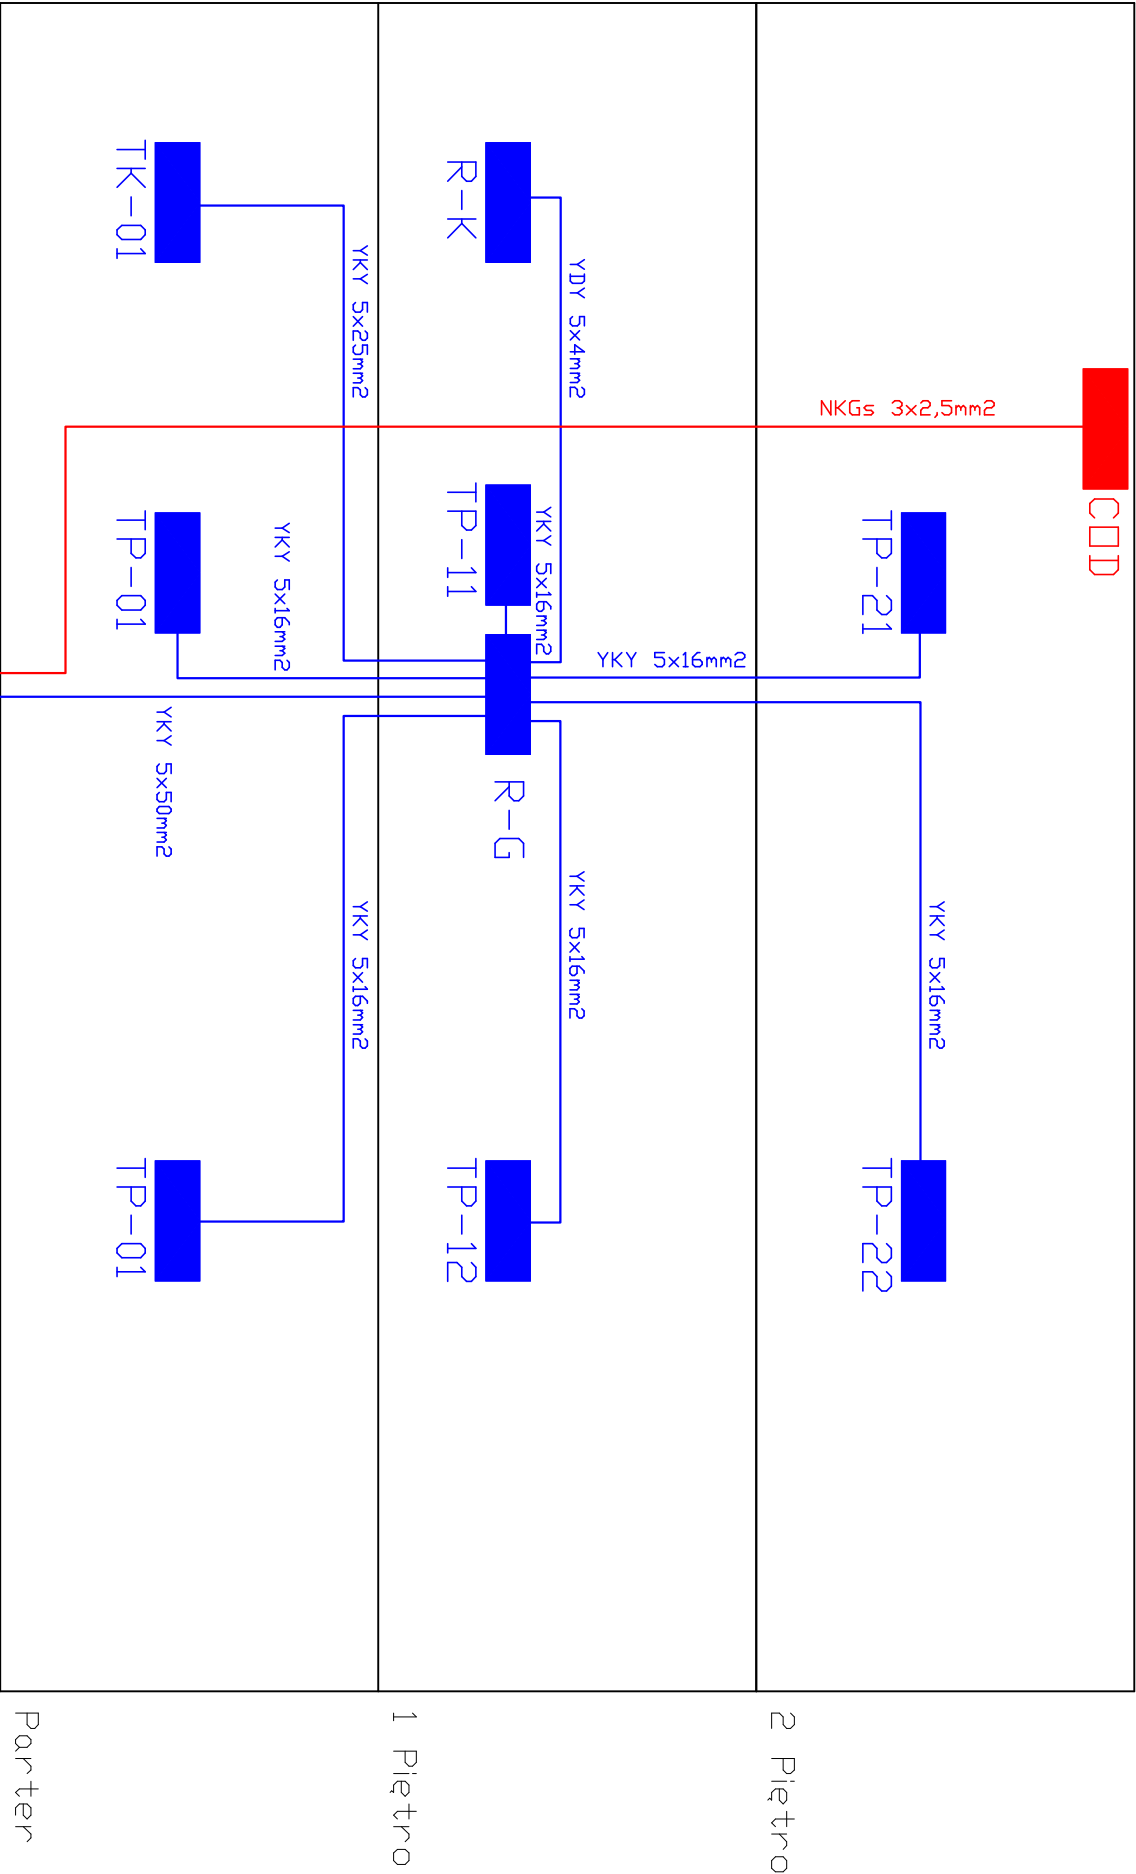 COD
NKGs 3x2,5mm2
TP-21
TP-22
YKY 5x16mm2
YKY 5x16mm2
2 Piętro
R-K
YDY 5x4mm2
TP-11
YKY 5x16mm2
R-G
YKY 5x16mm2
TP-12
1 Piętro
YKY 5x25mm2
YKY 5x16mm2
TK-01
TP-01
YKY 5x16mm2
YKY 5x50mm2
TP-01
Parter